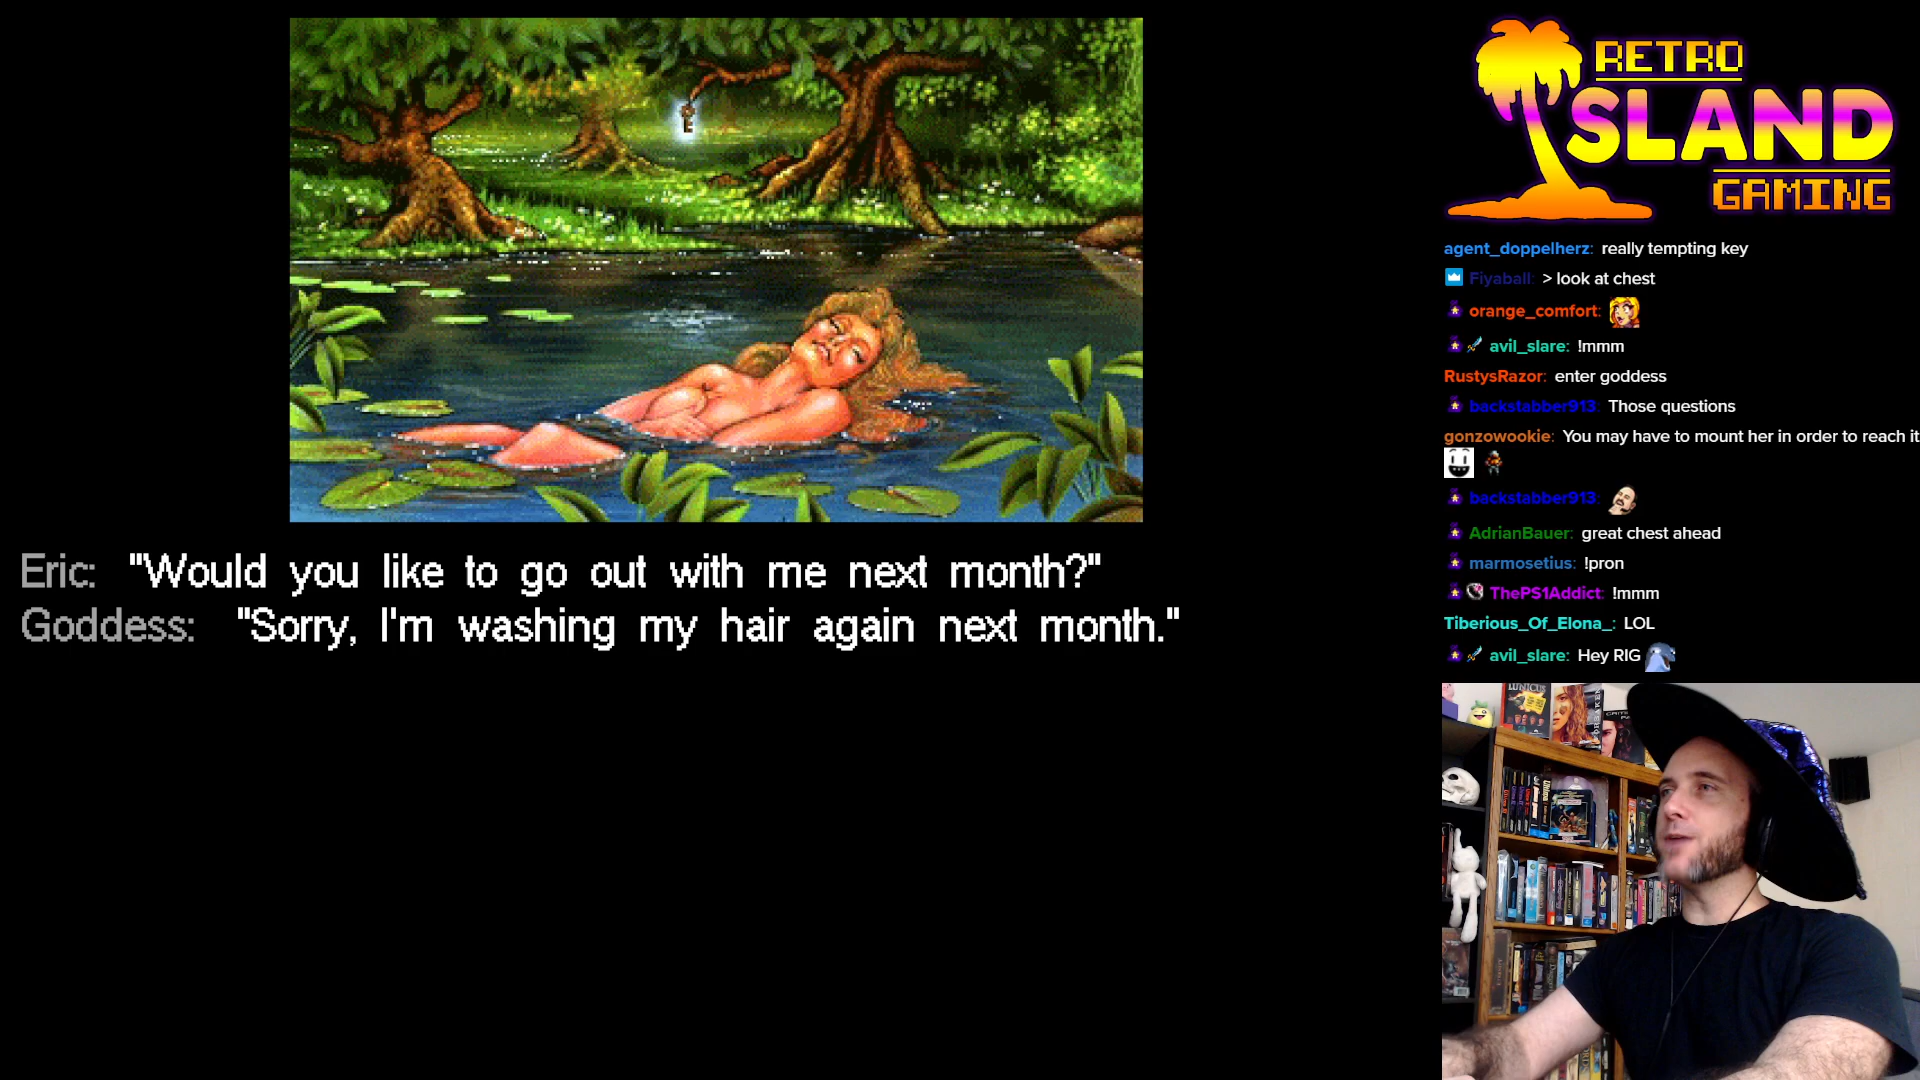 RETRO
ISLAND
GAMING
agent_doppelherz: really tempting key
Fiyaball: > look at chest
orange_comfort:
avil_slare: !mmm
RustysRazor: enter goddess
backstabber913: Those questions
gonzowookie: You may have to mount her in order to reach it
backstabber913:
AdrianBauer: great chest ahead
marmosetius: !pron
ThePS1Addict: !mmm
Tiberious_Of_Elona_: LOL
avil_slare: Hey RIG
Eric: "Would you like to go out with me next month?"
Goddess: "Sorry, I'm washing my hair again next month."
LUNICUS